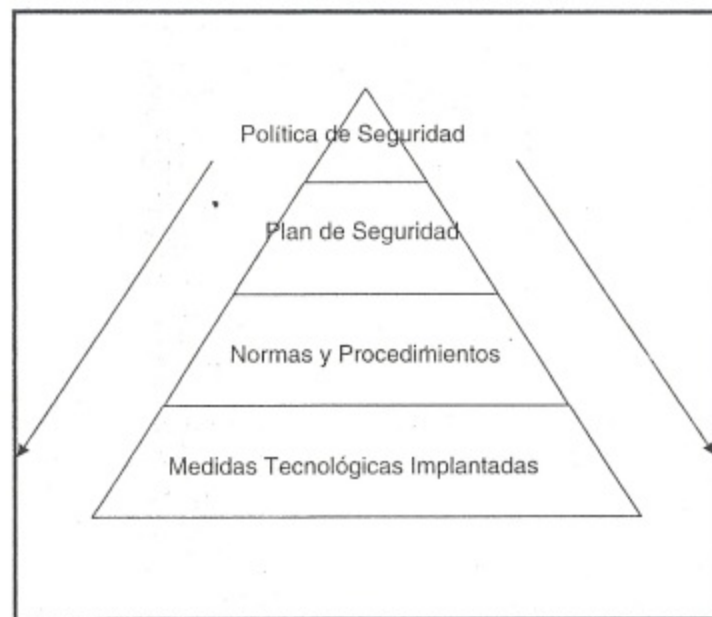 Política de Seguridad
Plan de Seguridad
Normas y Procedimientos
Medidas Tecnológicas Implantadas